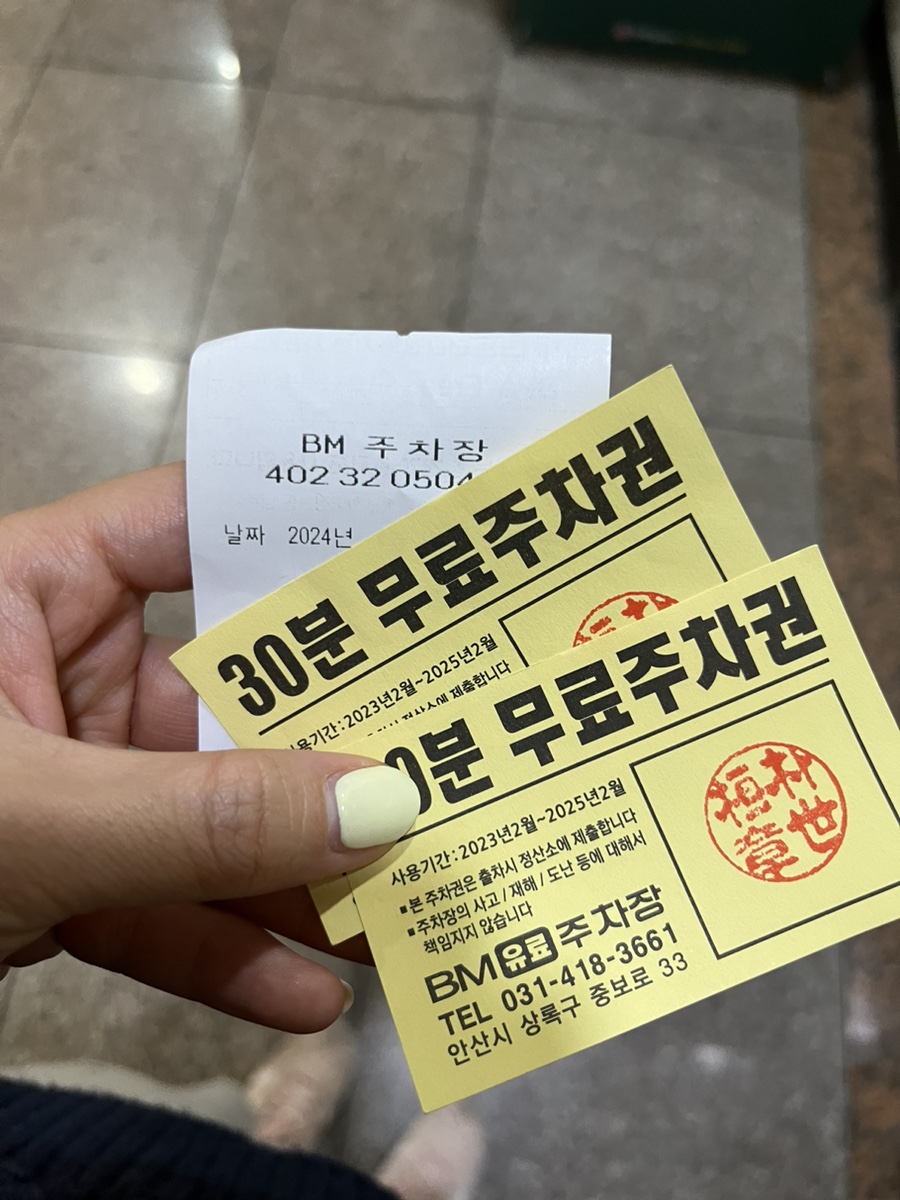 BM 주차장
402 32 0504
날짜 2024년
30분 무료주차권
사용기간:2023년2월~2025년2월
정산소에 제출합니다
0분 무료주차권
사용기간:2023년2월~2025년2월
■본 주차권은 출차시 정산소에 제출합니다
■주차장의 사고 / 재해 / 도난 등에 대해서
책임지지 않습니다
BM 유료 주차장
TEL 031-418-3661
안산시 상록구 충보로 33